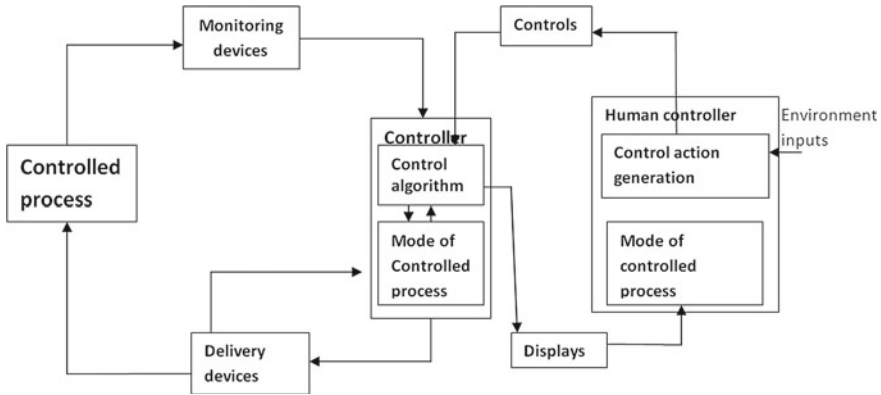 Monitoring
devices
Controls
Controlled
process
Controller
Control
algorithm
Mode of
Controlled
process
Human controller
Control action
generation
Mode of
controlled
process
Environment
inputs
Delivery
devices
Displays